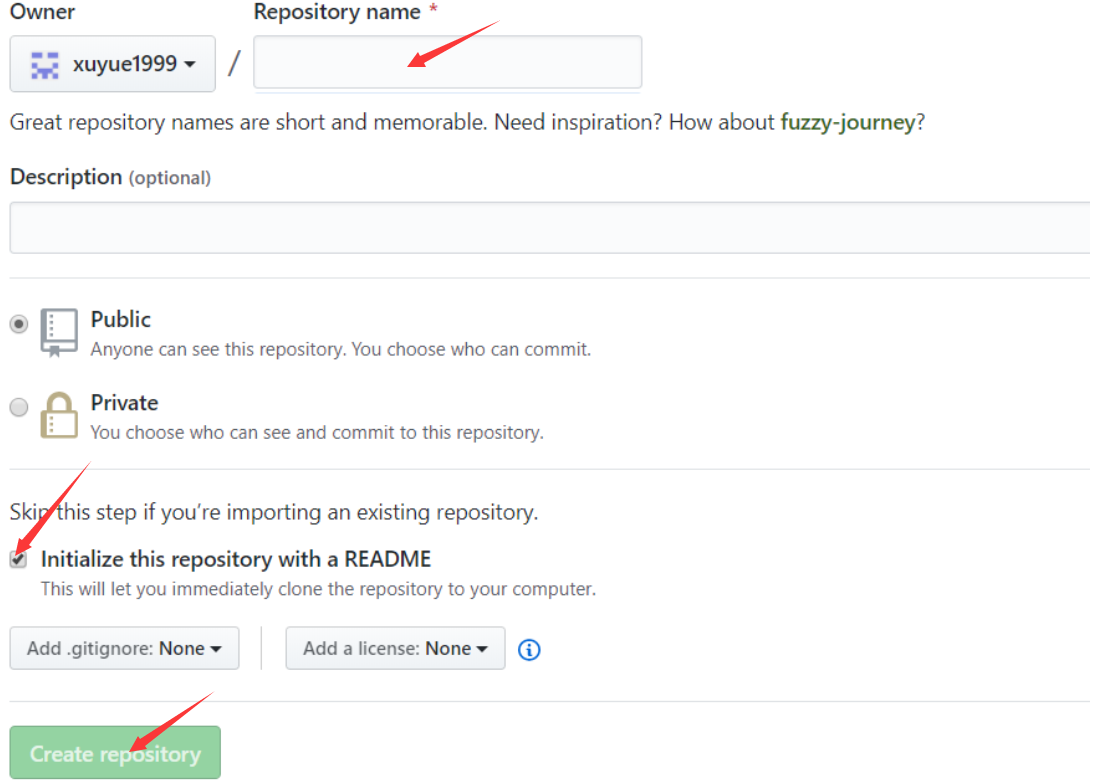 Owner
Repository name *
xuyue1999
/
Great repository names are short and memorable. Need inspiration? How about fuzzy-journey?
Description (optional)
Public
Anyone can see this repository. You choose who can commit.
Private
You choose who can see and commit to this repository.
Skip this step if you’re importing an existing repository.
Initialize this repository with a README
This will let you immediately clone the repository to your computer.
Add .gitignore: None
Add a license: None
Create repository